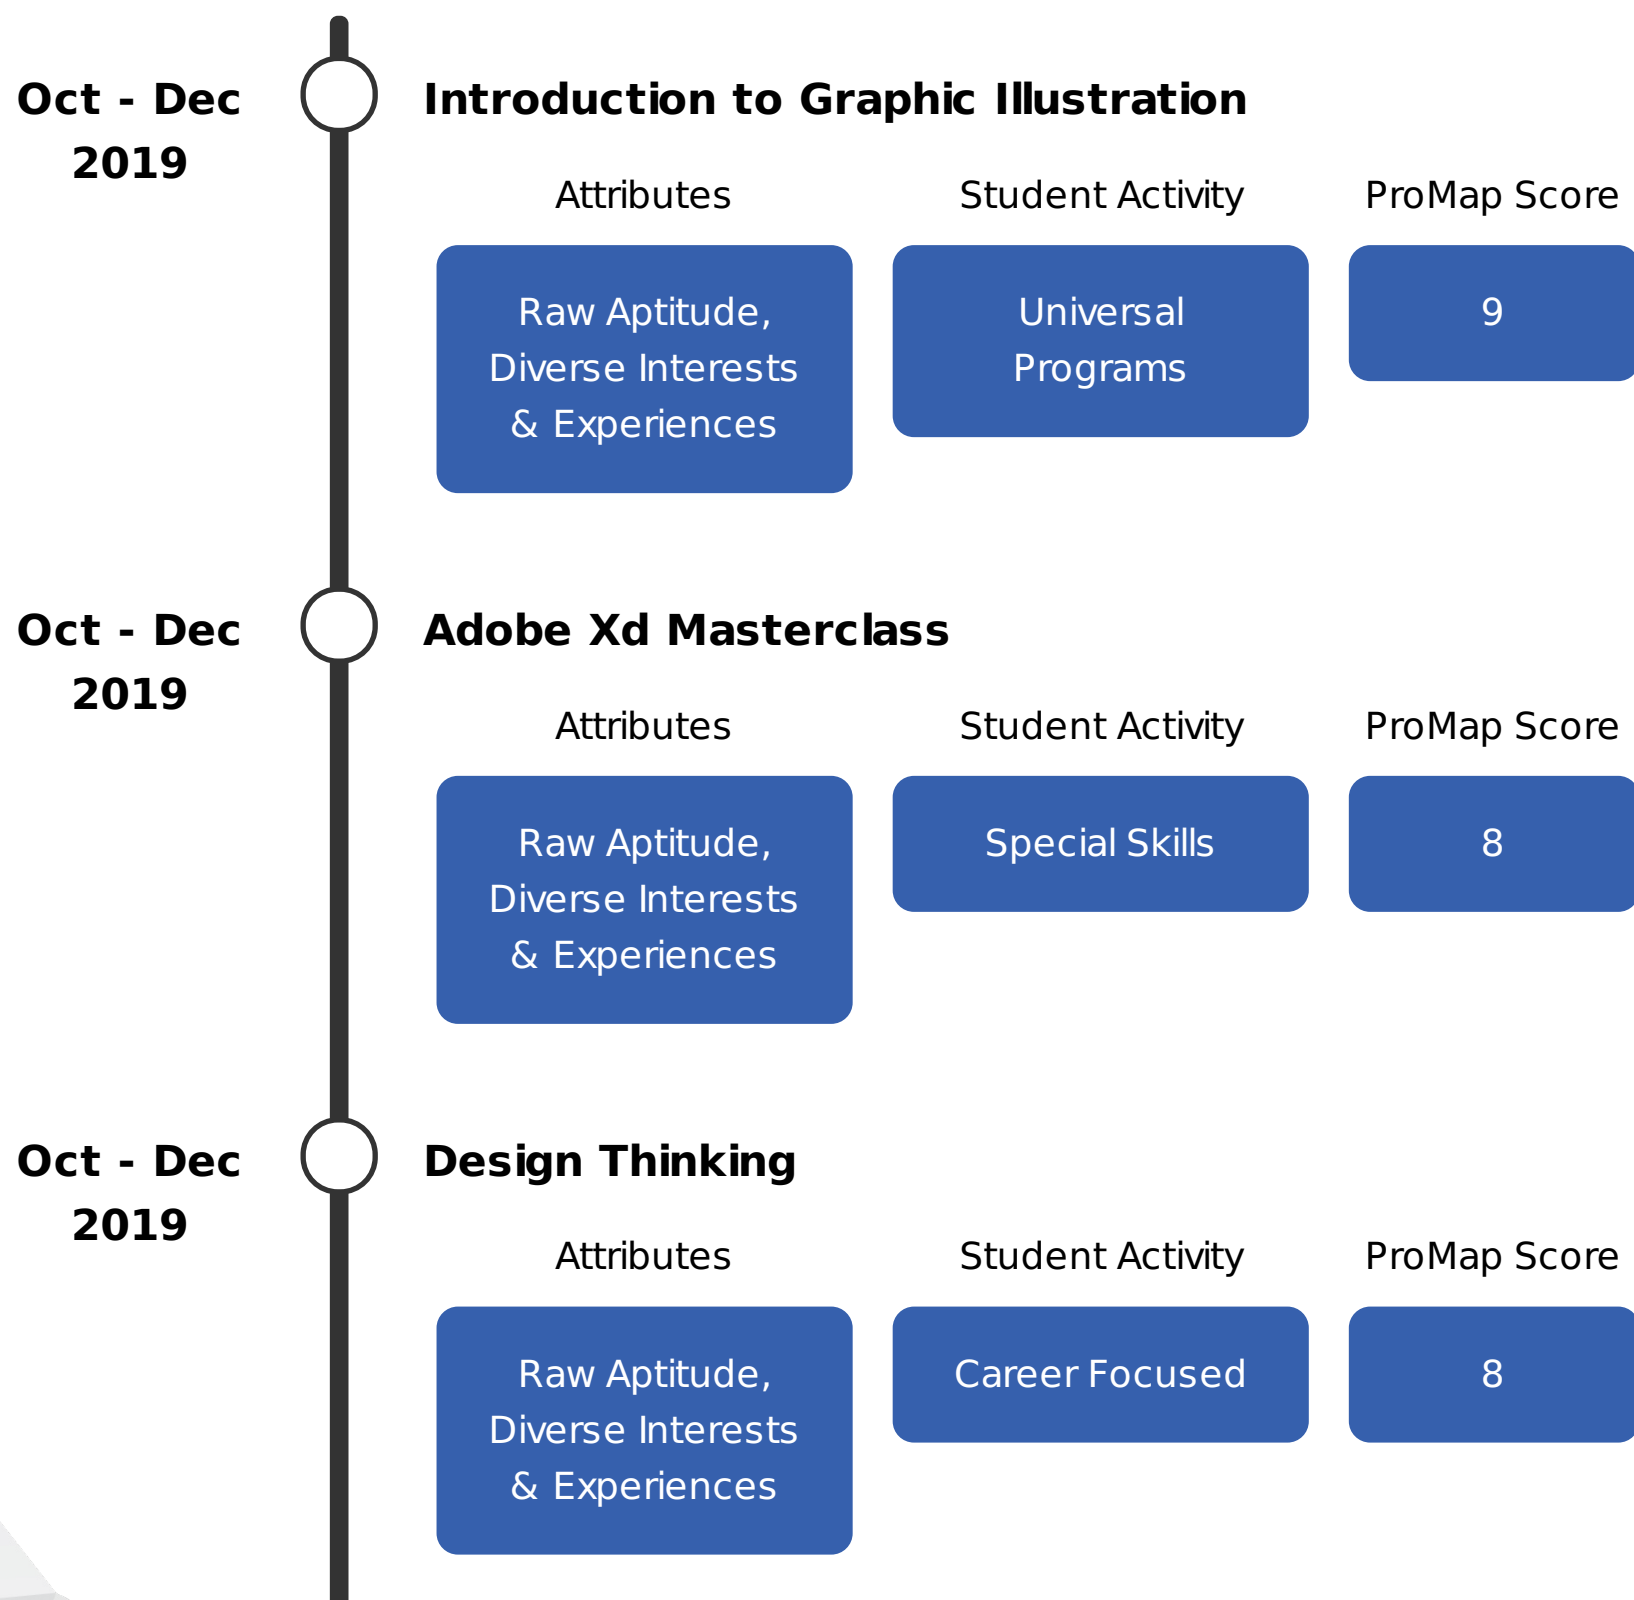 Oct - Dec
2019
Introduction to Graphic Illustration
Attributes
Student Activity
ProMap Score
Raw Aptitude,
Diverse Interests
& Experiences
Universal
Programs
9
Oct - Dec
2019
Adobe Xd Masterclass
Attributes
Student Activity
ProMap Score
Raw Aptitude,
Diverse Interests
& Experiences
Special Skills
8
Oct - Dec
2019
Design Thinking
Attributes
Student Activity
ProMap Score
Raw Aptitude,
Diverse Interests
& Experiences
Career Focused
8